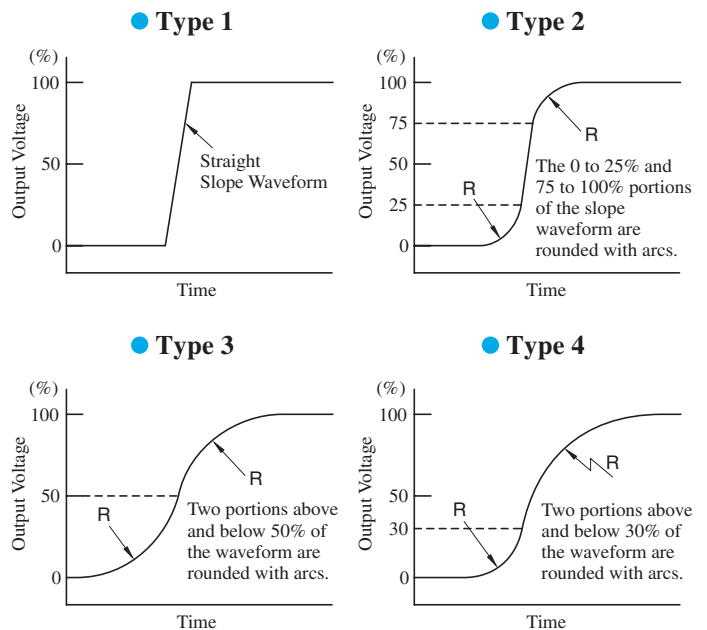 Type 1
(%)
100
50
0
Output Voltage
Straight
Slope Waveform
Time
Type 2
(%)
100
75
50
25
0
Output Voltage
R
R
The 0 to 25% and
75 to 100% portions
of the slope
waveform are
rounded with arcs.
Time
Type 3
(%)
100
50
0
Output Voltage
R
R
Two portions above
and below 50% of
the waveform are
rounded with arcs.
Time
Type 4
(%)
100
50
30
0
Output Voltage
R
R
Two portions above
and below 30% of
the waveform are
rounded with arcs.
Time